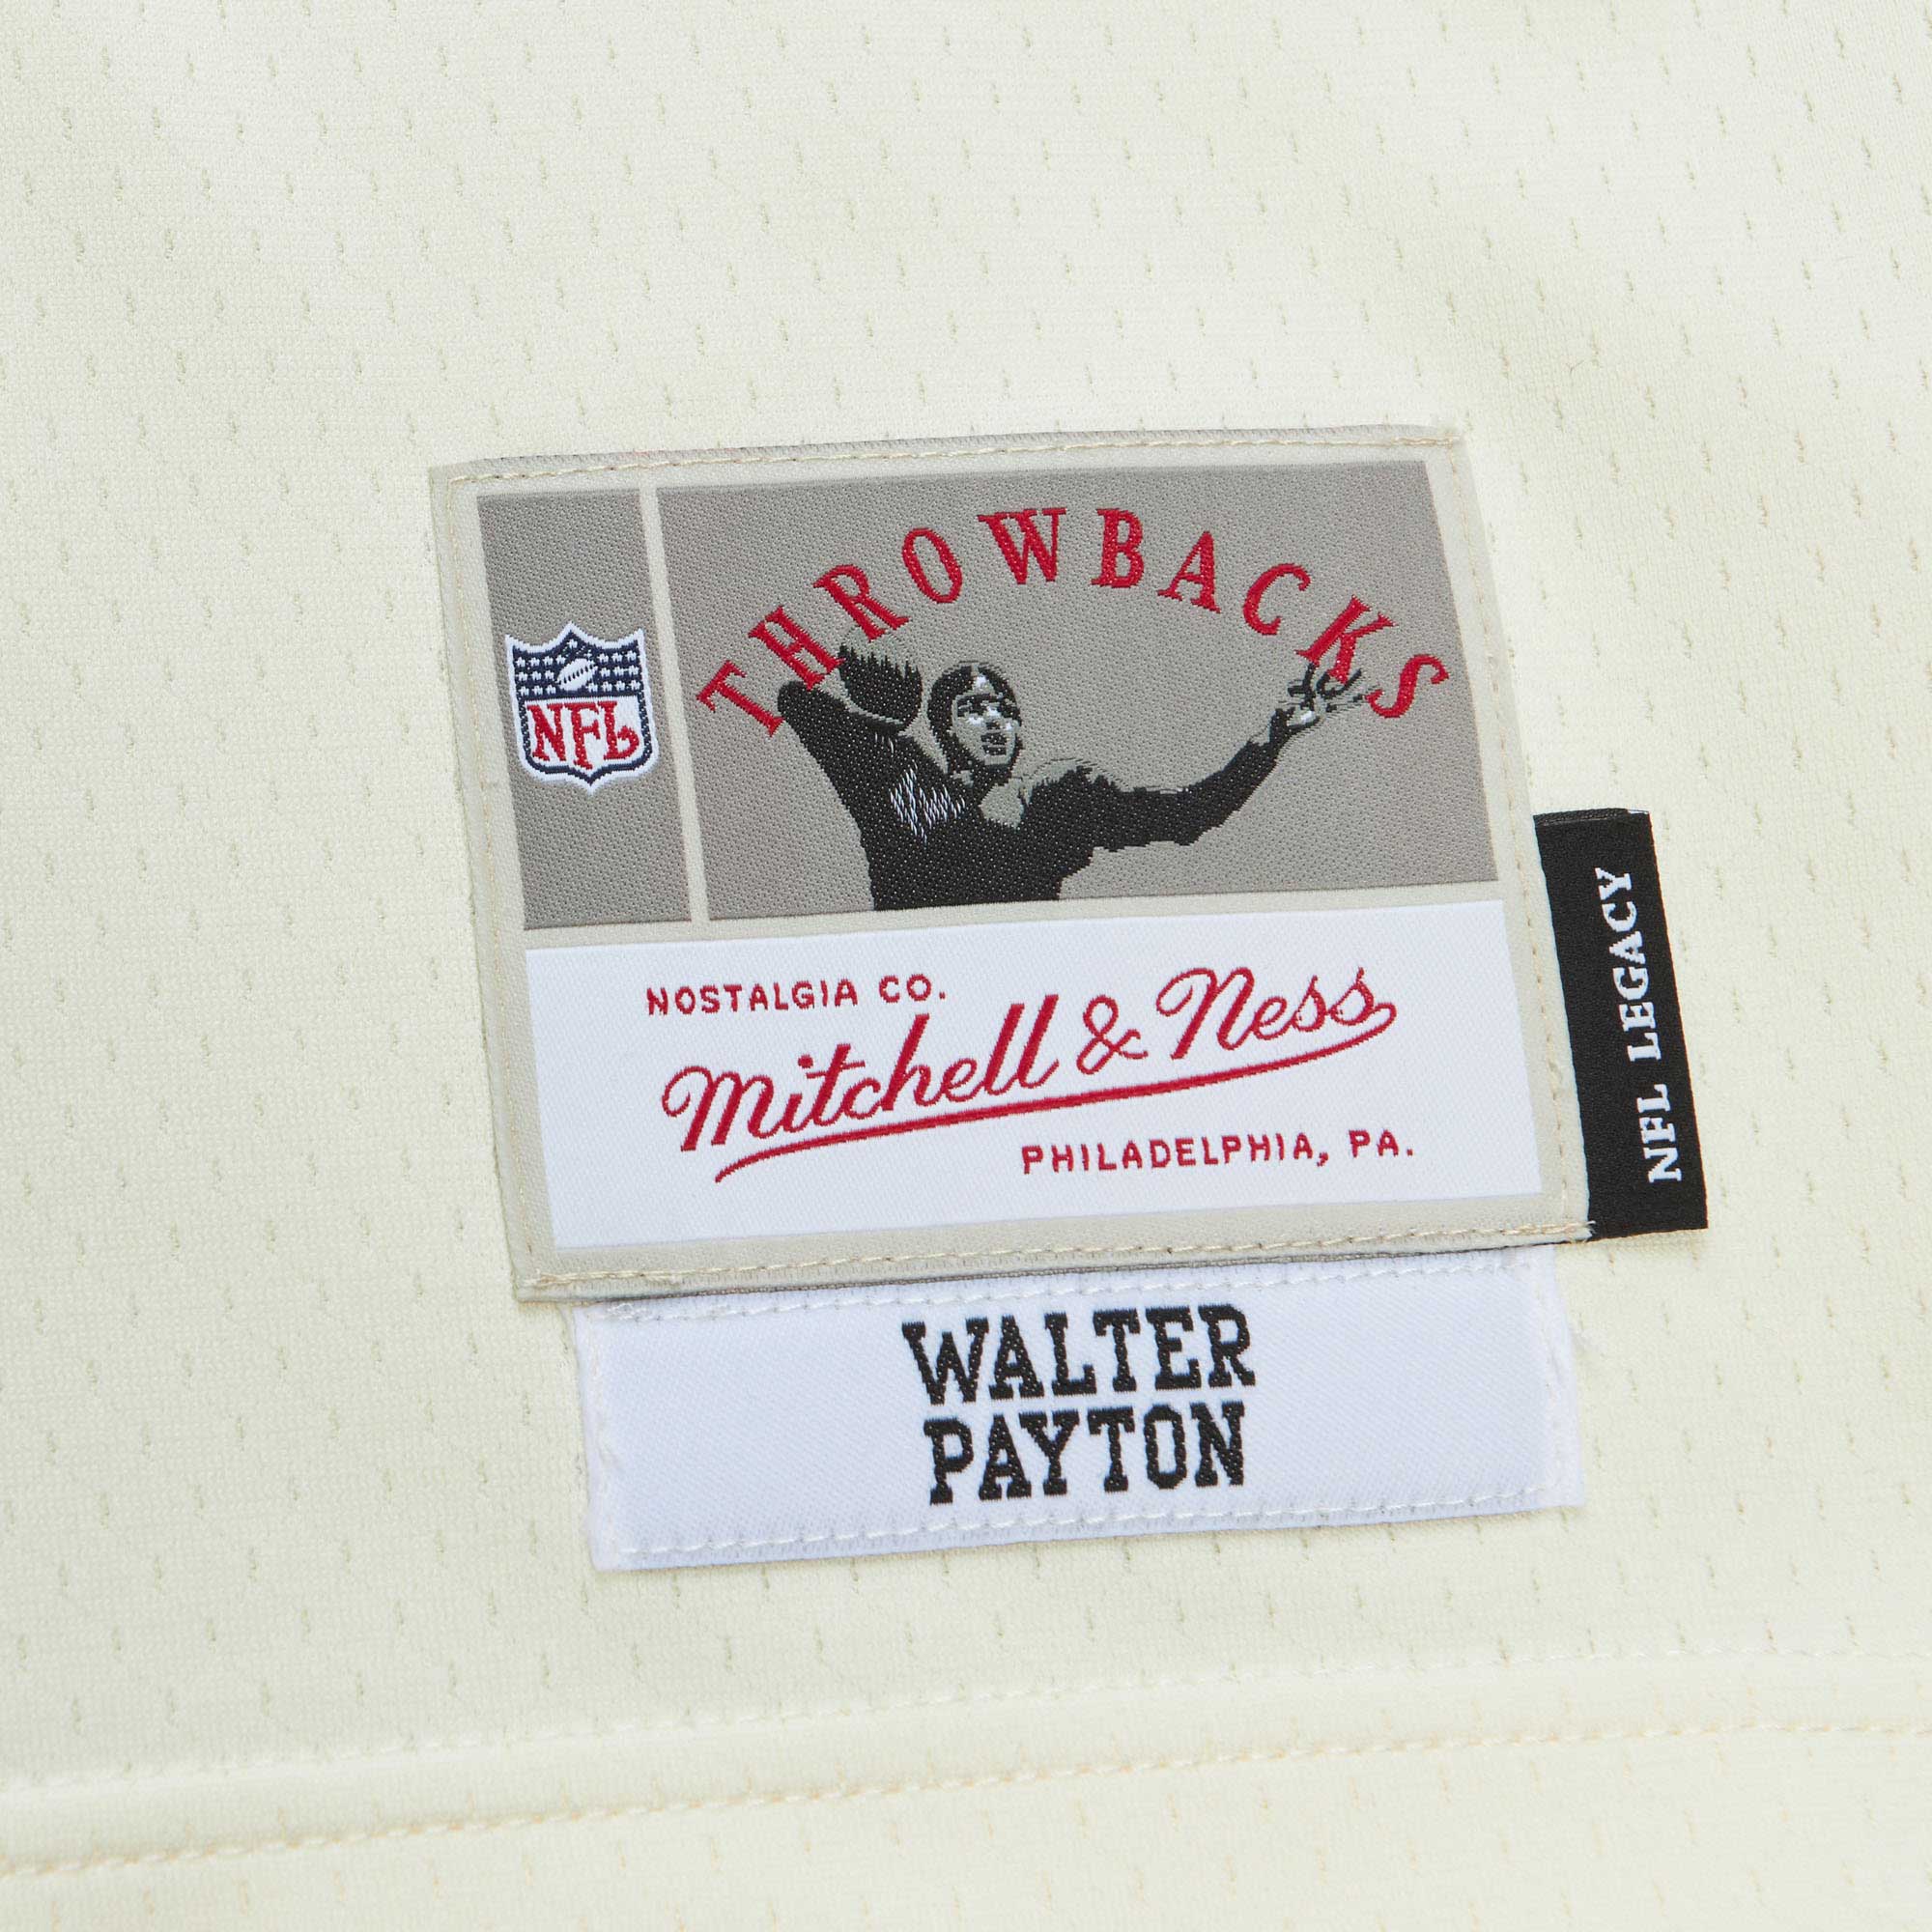 THROWBACKS
NFL
NOSTALGIA CO.
Mitchell & Ness
PHILADELPHIA, PA.
NFL LEGACY
WALTER
PAYTON